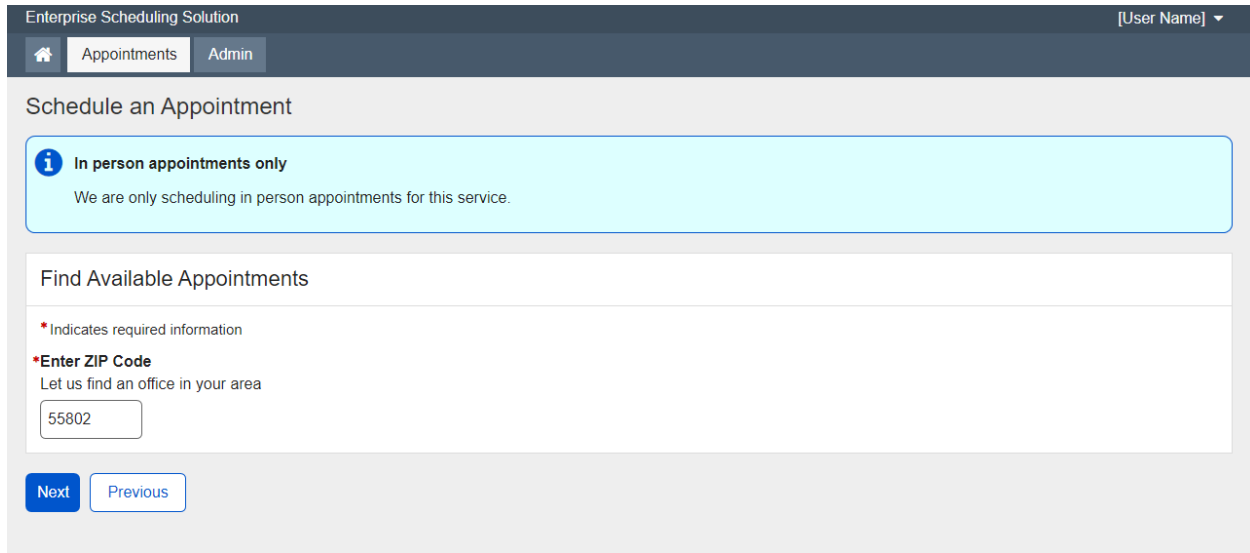 Enterprise Scheduling Solution
[User Name]
Appointments
Admin
Schedule an Appointment
In person appointments only
We are only scheduling in person appointments for this service.
Find Available Appointments
*Indicates required information
*Enter ZIP Code
Let us find an office in your area
55802
Next
Previous